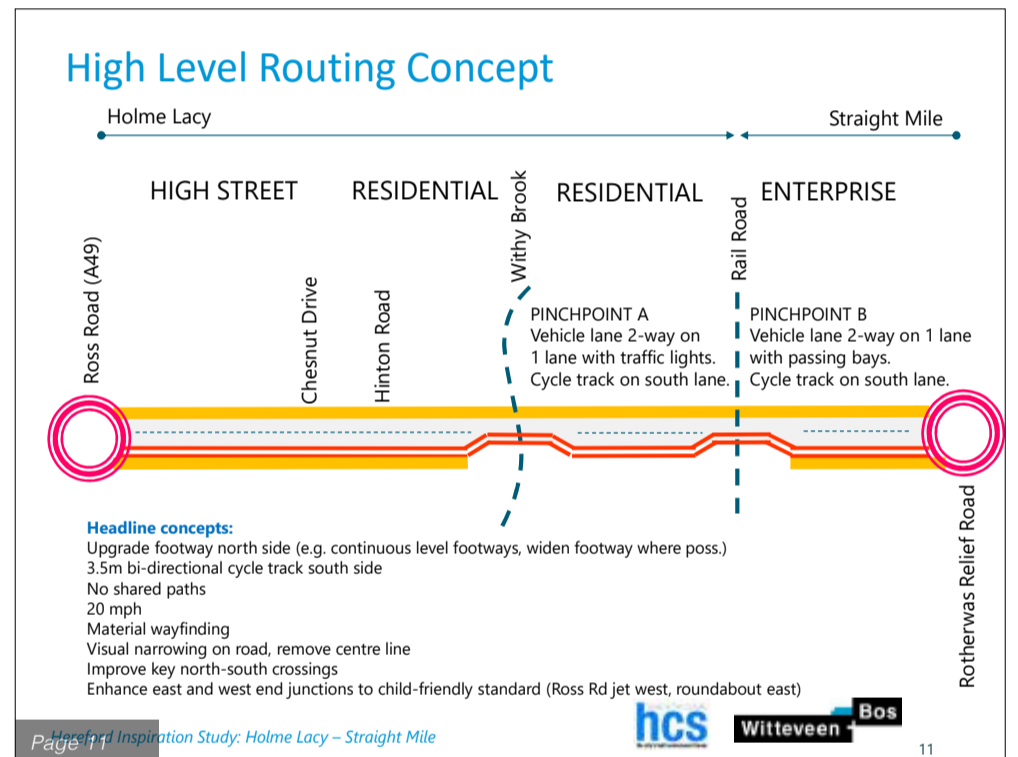 High Level Routing Concept
Holme Lacy
Straight Mile
HIGH STREET
RESIDENTIAL
RESIDENTIAL
ENTERPRISE
Ross Road (A49)
Chesnut Drive
Hinton Road
Withy Brook
Rail Road
PINCHPOINT A
Vehicle lane 2-way on
1 lane with traffic lights.
Cycle track on south lane.
PINCHPOINT B
Vehicle lane 2-way on 1 lane
with passing bays.
Cycle track on south lane.
Rotherwas Relief Road
Headline concepts:
Upgrade footway north side (e.g. continuous level footways, widen footway where poss.)
3.5m bi-directional cycle track south side
No shared paths
20 mph
Material wayfinding
Visual narrowing on road, remove centre line
Improve key north-south crossings
Enhance east and west end junctions to child-friendly standard (Ross Rd jet west, roundabout east)
Hereford Inspiration Study: Holme Lacy – Straight Mile
Page 11
hcs
Witteveen + Bos
11